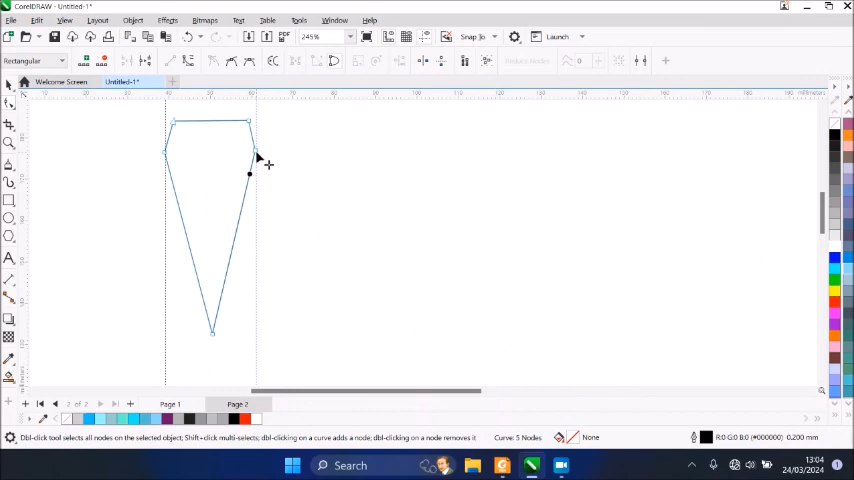 CorelDRAW - Untitled-1*
File Edit View Layout Object Effects Bitmaps Text Table Tools Window Help
PDF 245% Snap To Launch
Rectangular Reduce Nodes 0
Welcome Screen Untitled-1*
millimeters
2 of 2 Page 1 Page 2
Dbl-click tool selects all nodes on the selected object; Shift+click multi-selects; dbl-clicking on a curve adds a node; dbl-clicking on a node removes it Curve: 5 Nodes None R:0 G:0 B:0 (#000000) 0.200 mm
Search 13:04
24/03/2024